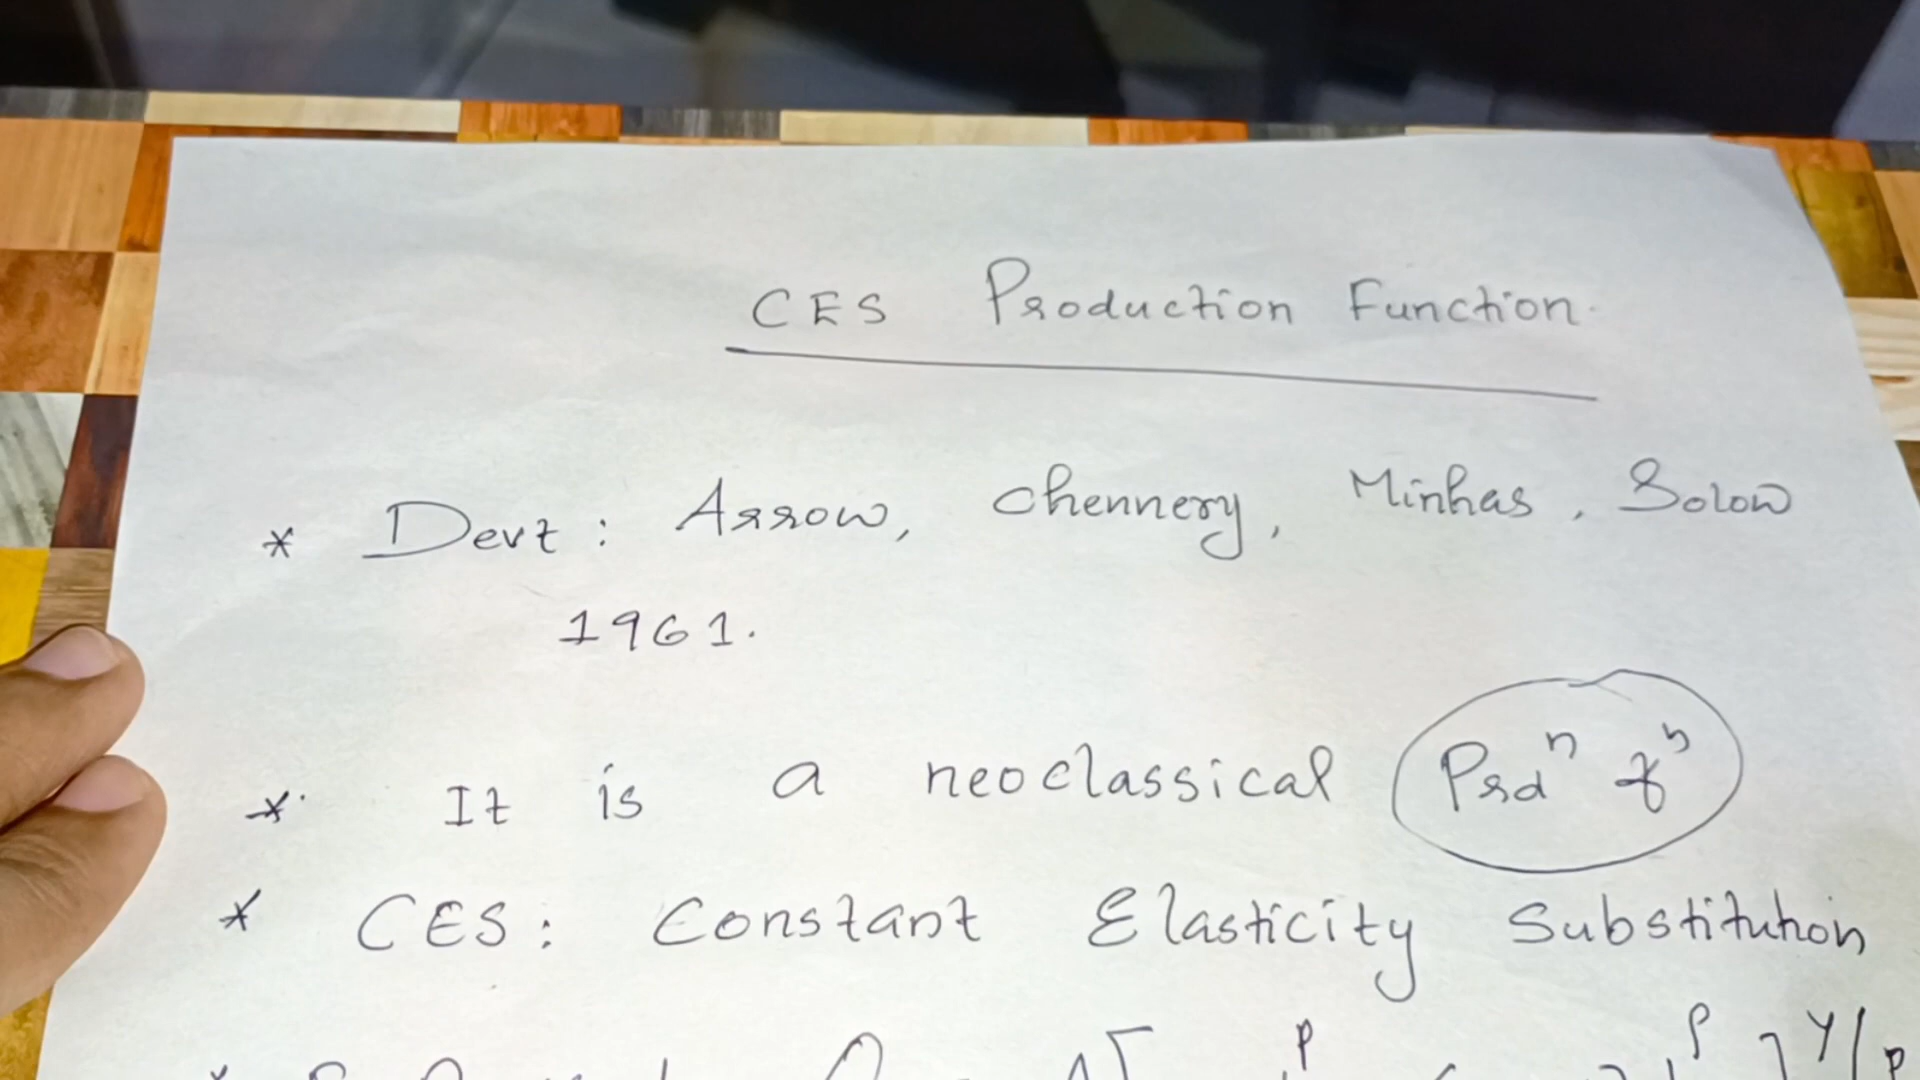 CES Production Function.
* Devt: Arrow, Chennery, Minhas, Solow
1961.
* It is a neoclassical Prdⁿ fⁿ
* CES: Constant Elasticity Substitution